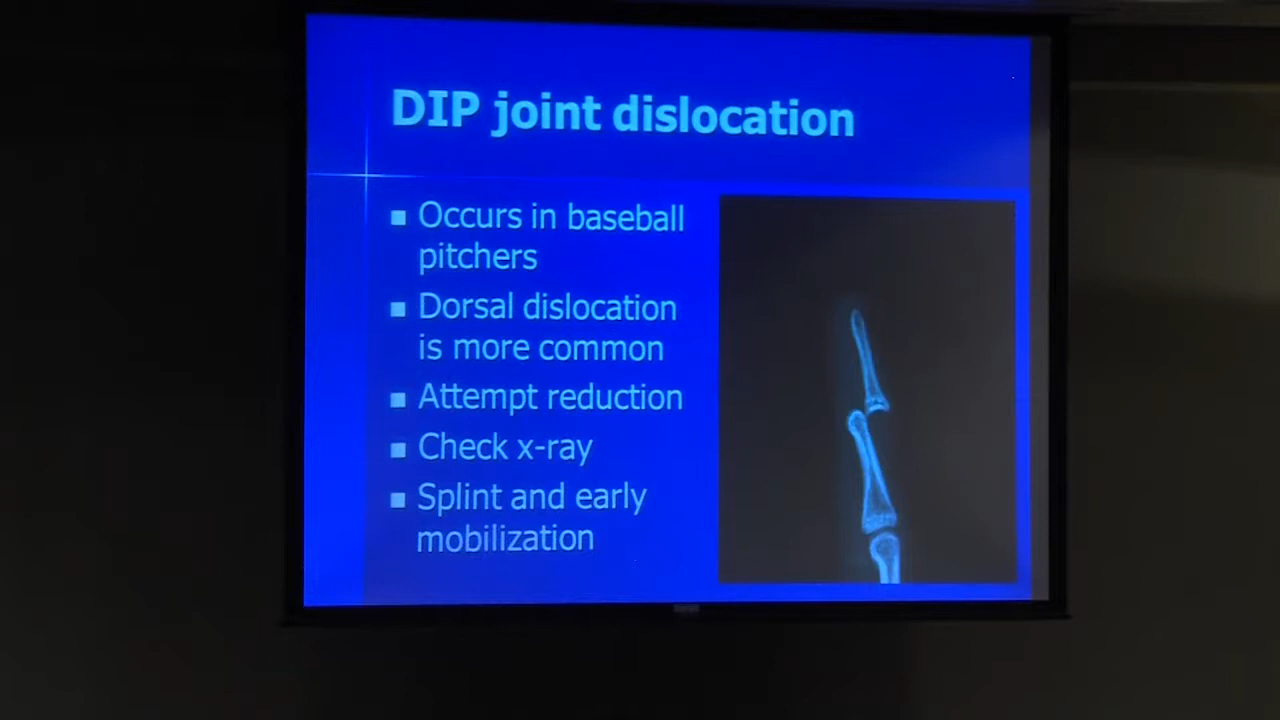 DIP joint dislocation
Occurs in baseball
pitchers
Dorsal dislocation
is more common
Attempt reduction
Check x-ray
Splint and early
mobilization